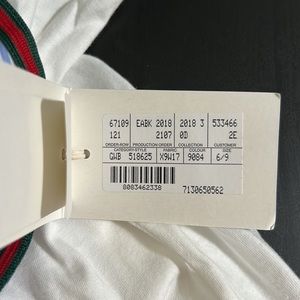 67109 EABK 2018 2018 3 533466
121 2107 0D 2E
ORDER-ROW PRODUCTION ORDER COLLECTION CUSTOMER
CATEGORY-STYLE FABRIC COLOUR SIZE
GWB 518625 X9W17 9084 6/9
8083462338
7130650562